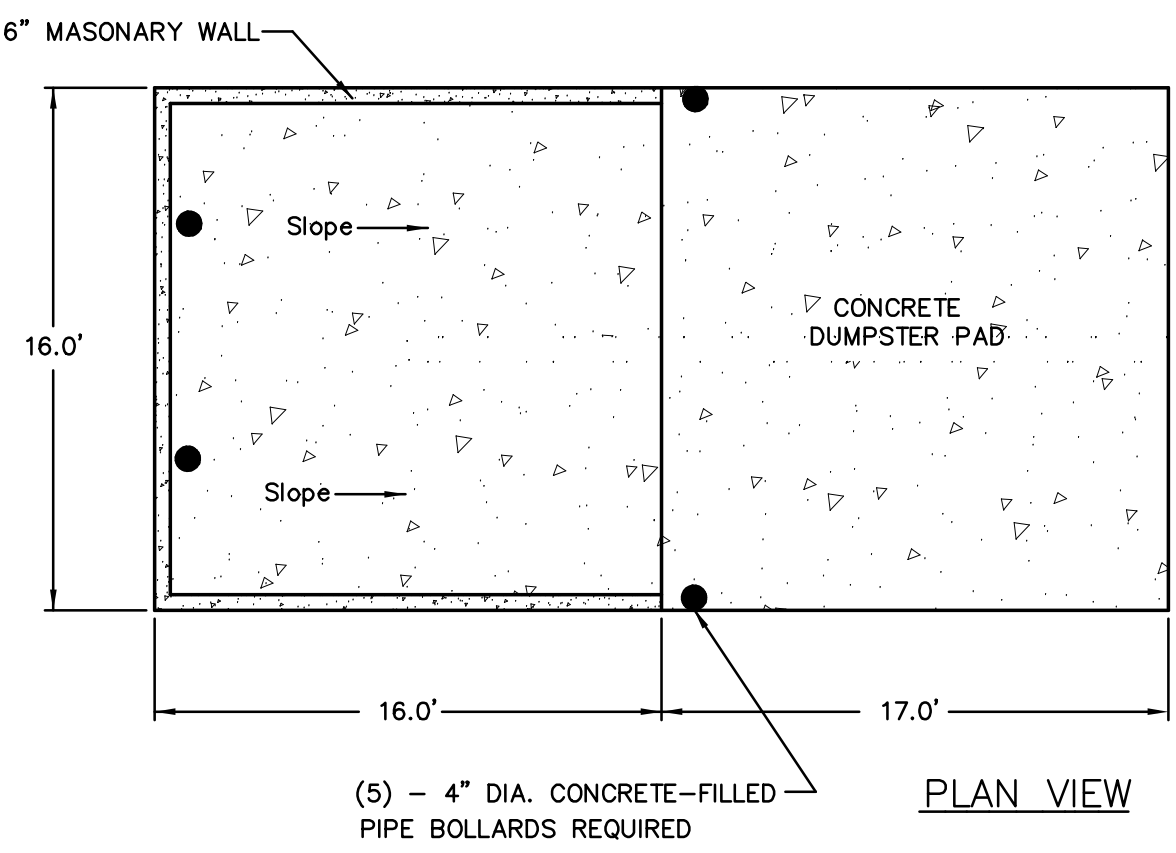 6" MASONARY WALL
Slope
16.0'
CONCRETE
DUMPSTER PAD
Slope
16.0'
17.0'
(5) – 4" DIA. CONCRETE–FILLED
PIPE BOLLARDS REQUIRED
PLAN VIEW